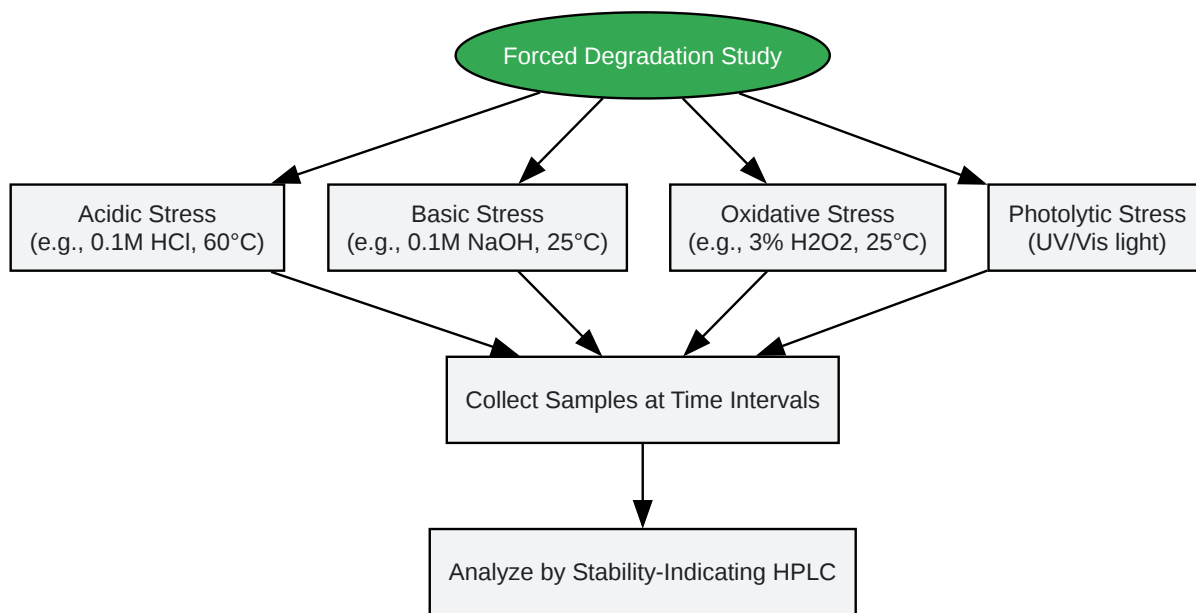 Forced Degradation Study
Acidic Stress
(e.g., 0.1M HCl, 60°C)
Basic Stress
(e.g., 0.1M NaOH, 25°C)
Oxidative Stress
(e.g., 3% H2O2, 25°C)
Photolytic Stress
(UV/Vis light)
Collect Samples at Time Intervals
Analyze by Stability-Indicating HPLC